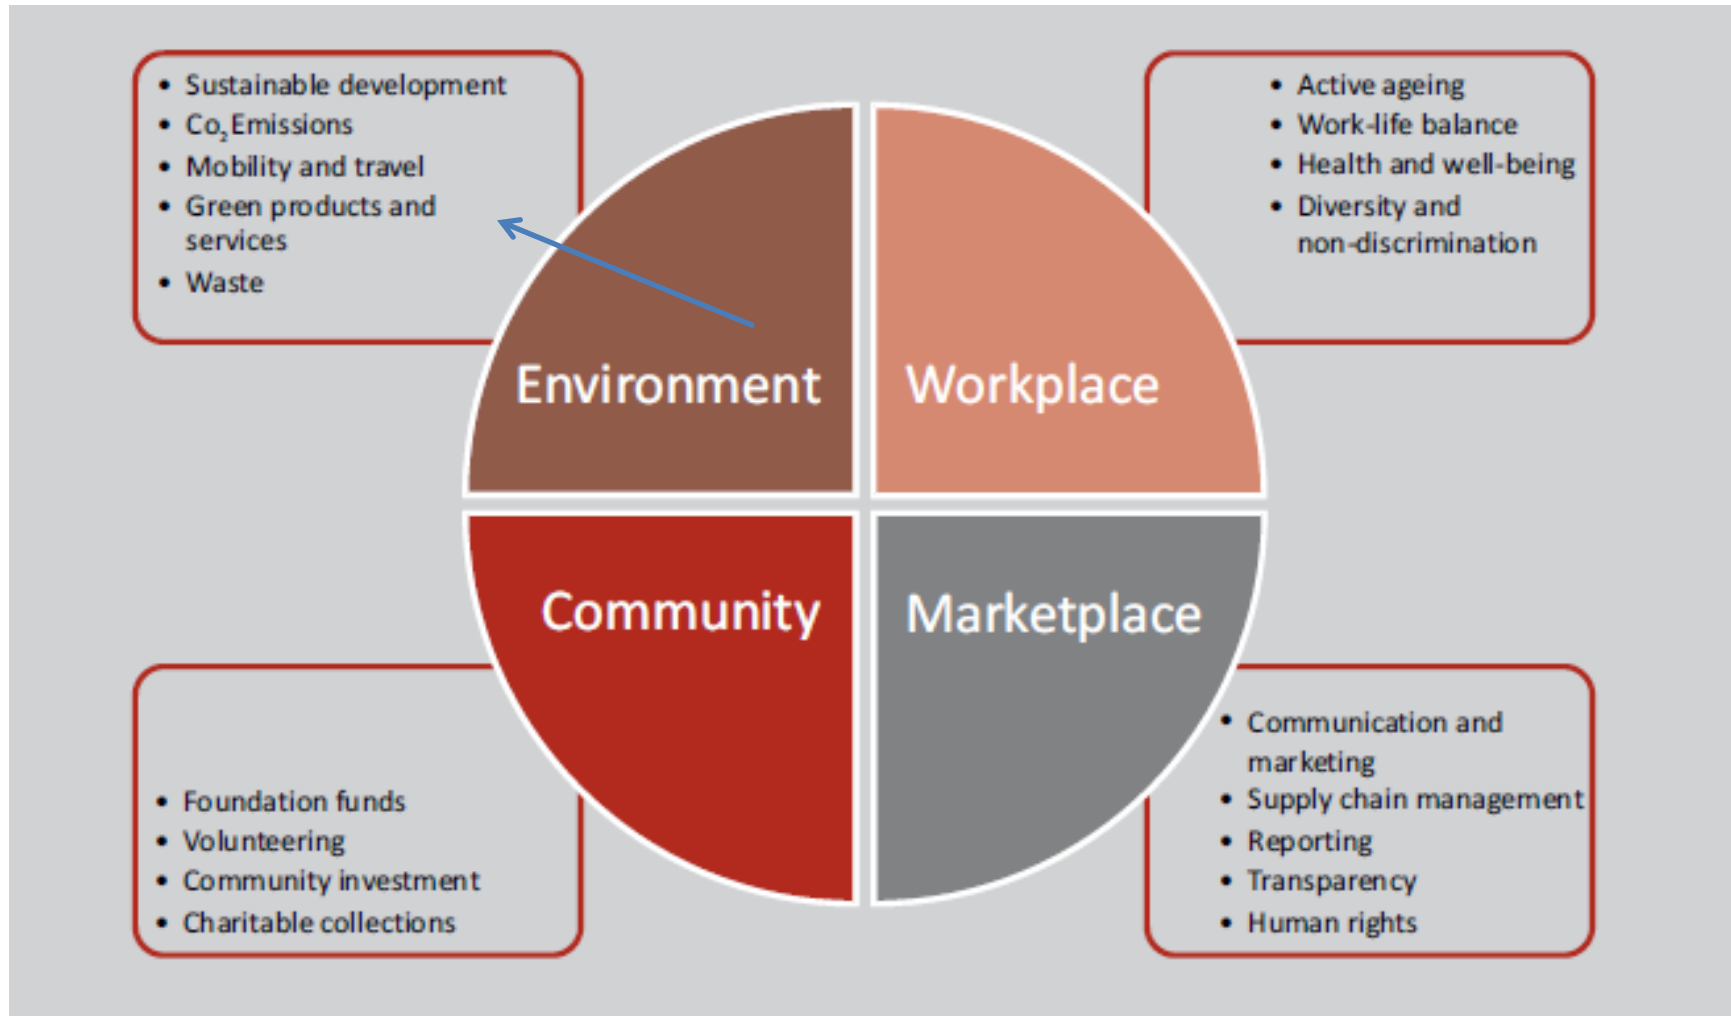 • Sustainable development
• Co₂ Emissions
• Mobility and travel
• Green products and
services
• Waste
• Active ageing
• Work-life balance
• Health and well-being
• Diversity and
non-discrimination
Environment
Workplace
Community
Marketplace
• Foundation funds
• Volunteering
• Community investment
• Charitable collections
• Communication and
marketing
• Supply chain management
• Reporting
• Transparency
• Human rights